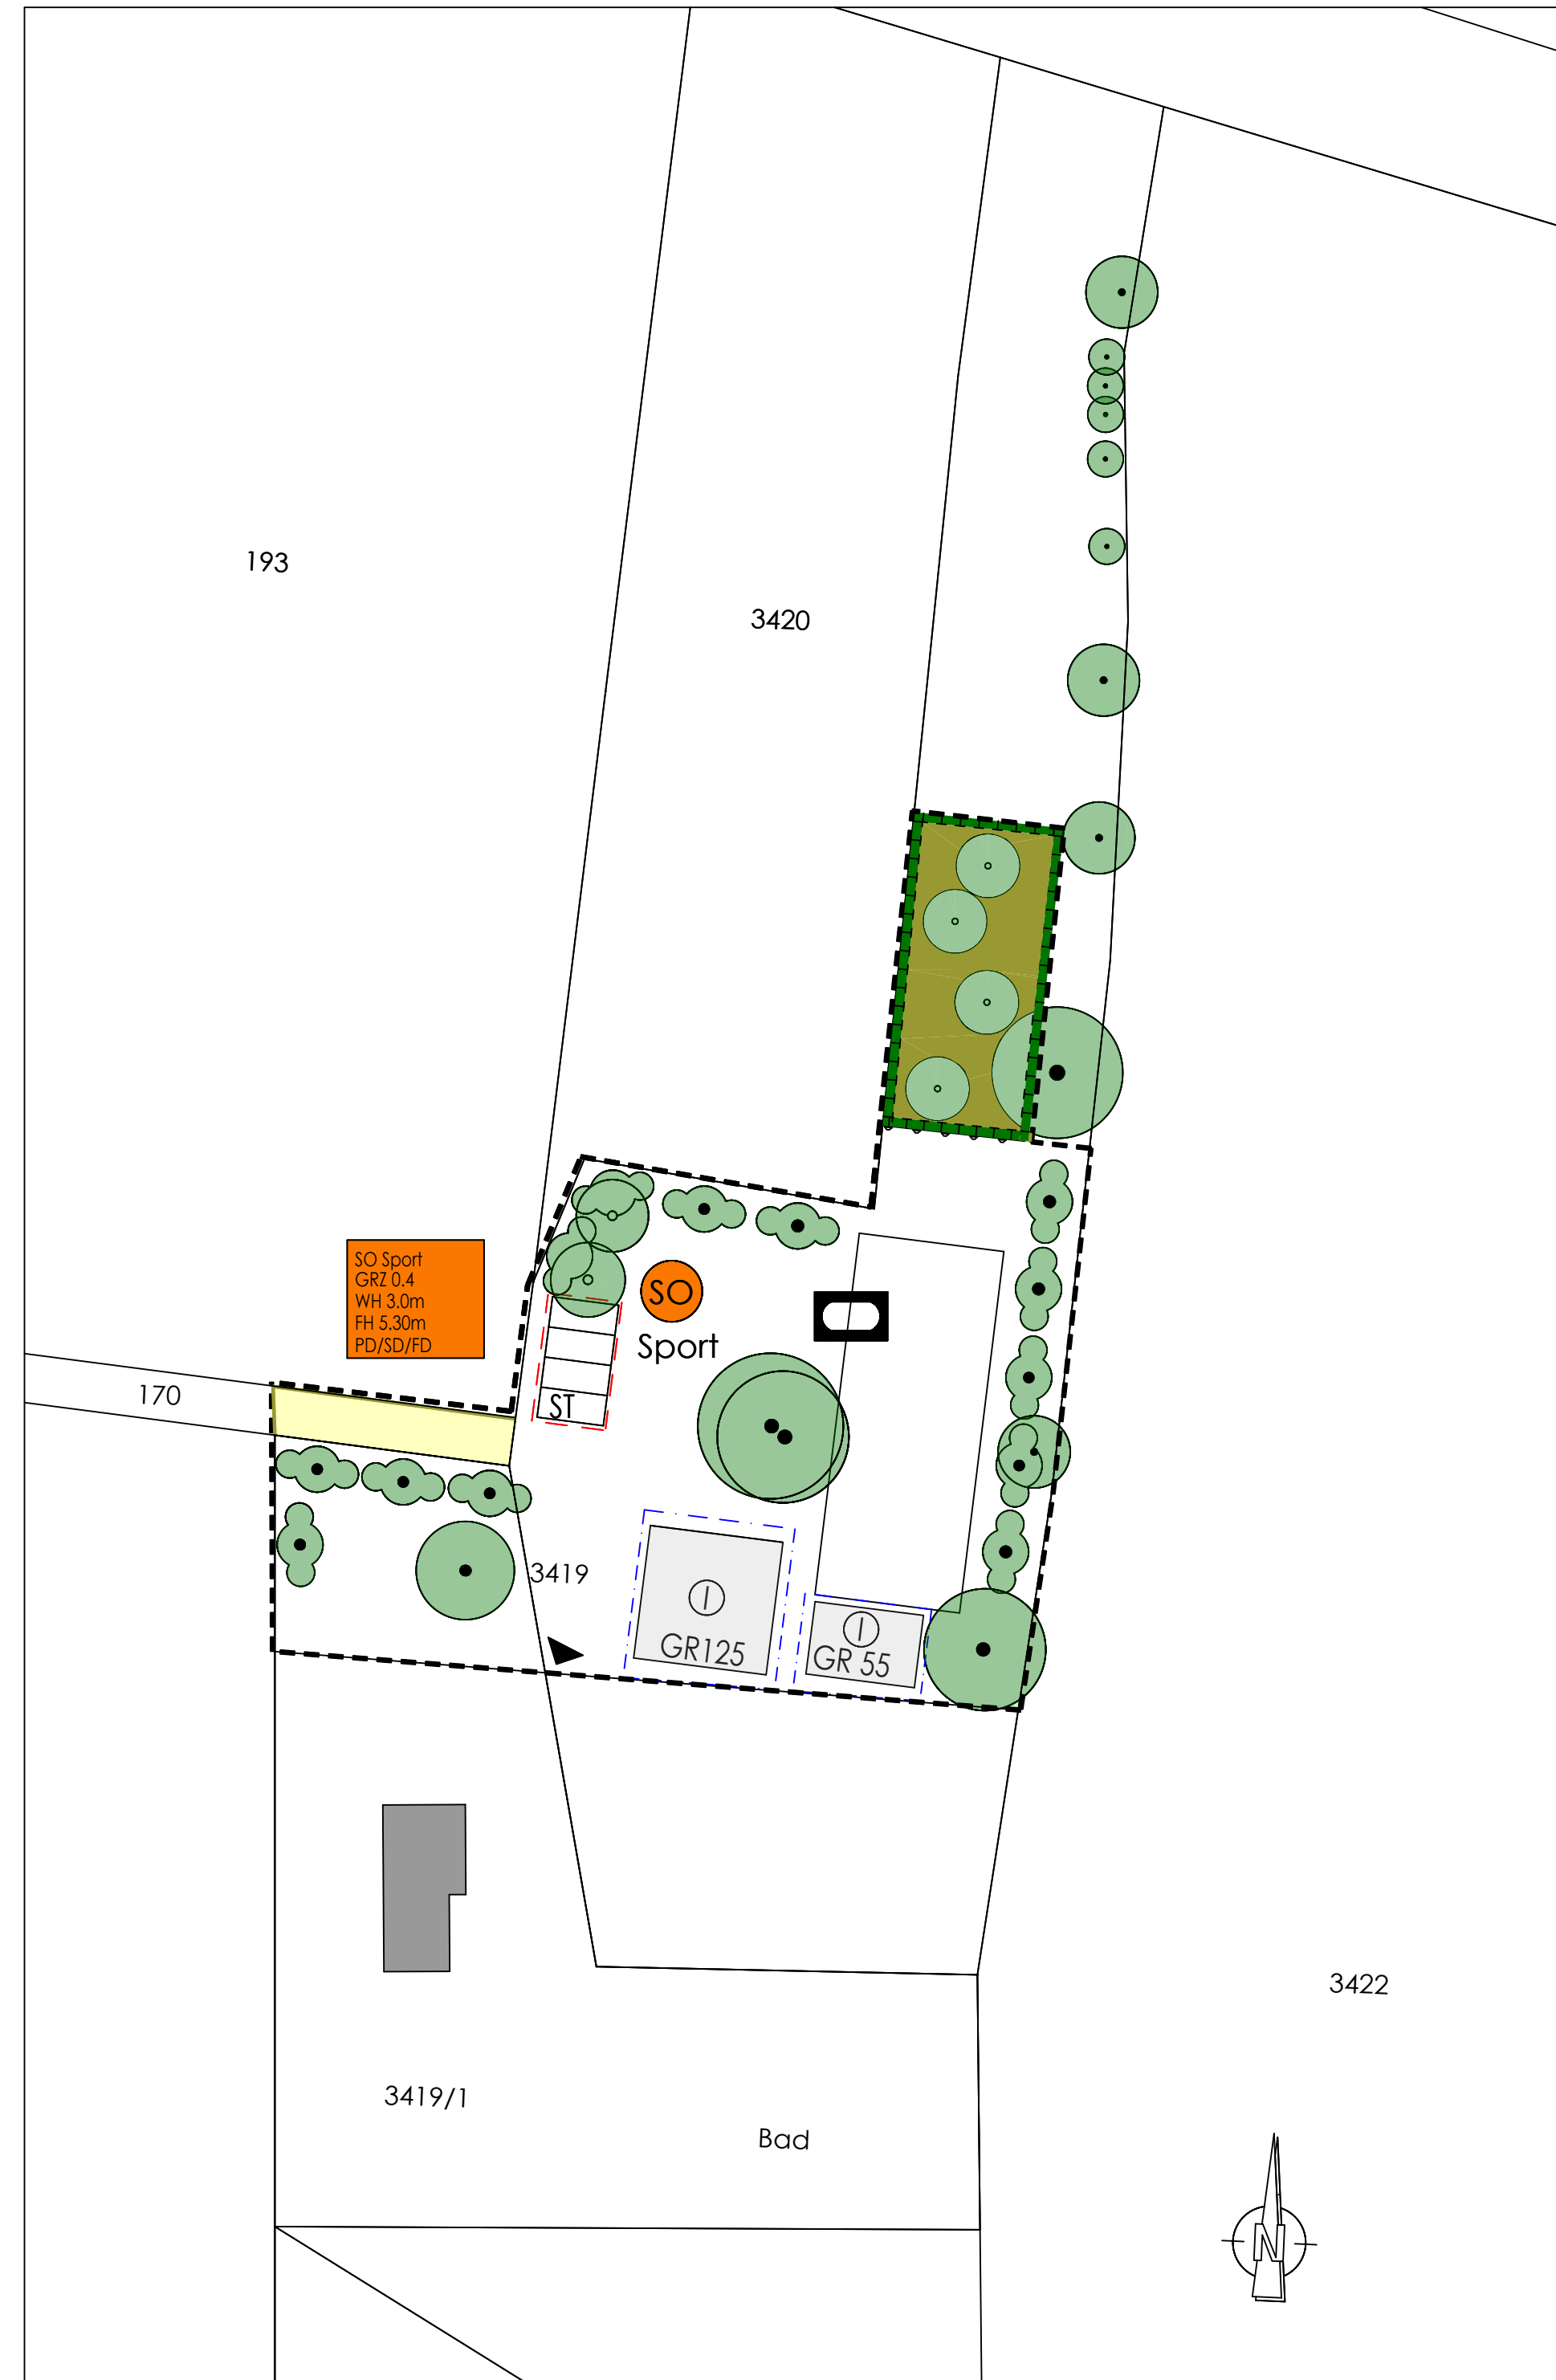 193
3420
SO Sport
GRZ 0.4
WH 3.0m
FH 5.30m
PD/SD/FD
SO
Sport
170
ST
3419
I
GR125
I
GR 55
3422
3419/1
Bad
N